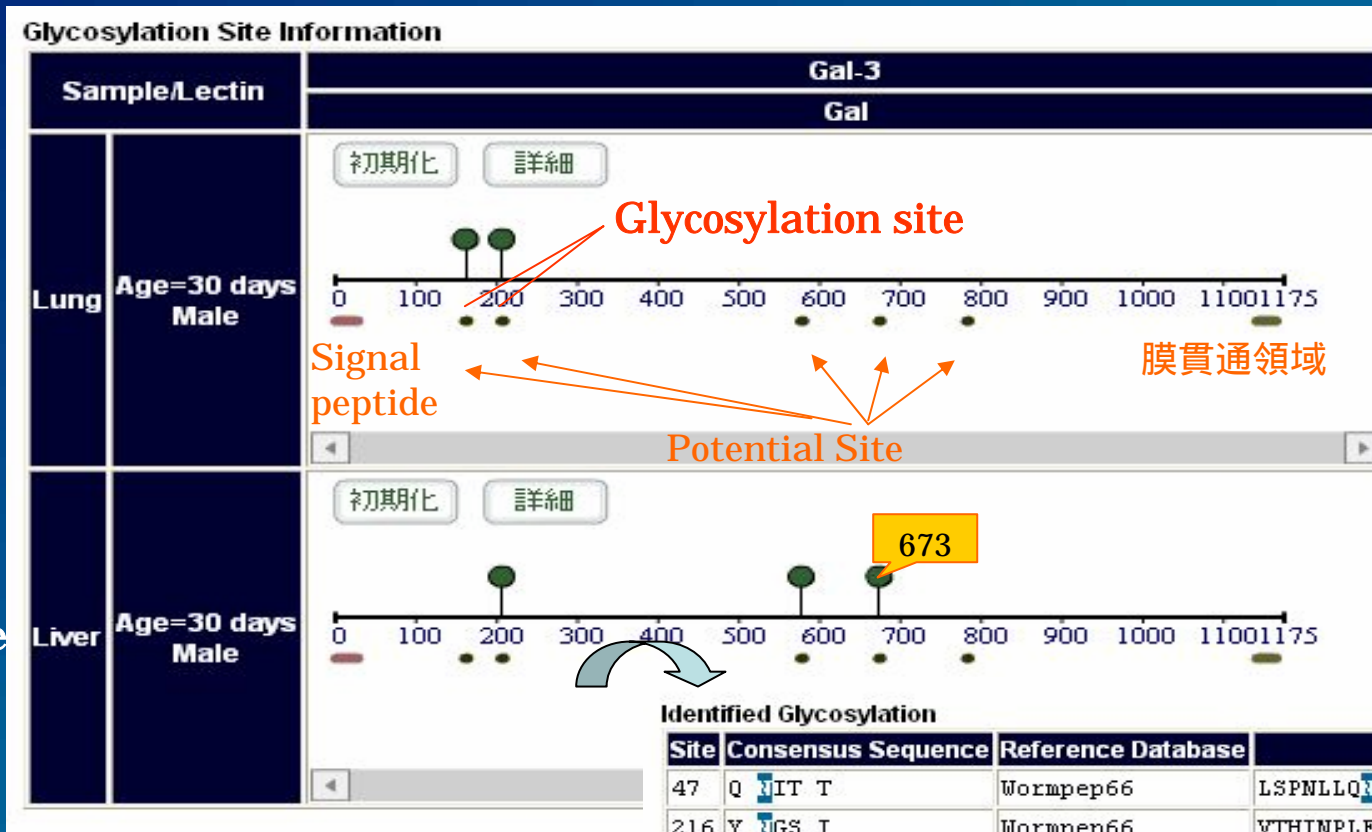 Glycosylation Site Information
Sample/Lectin
Gal-3
Gal
Lung
Age=30 days
Male
初期化 詳細
Glycosylation site
0 100 200 300 400 500 600 700 800 900 1000 1100 1175
Signal
peptide
膜貫通領域
Potential Site
Liver
Age=30 days
Male
初期化 詳細
673
0 100 200 300 400 500 600 700 800 900 1000 1100 1175
e
Identified Glycosylation
Site Consensus Sequence Reference Database
47 Q NIT T Wormpep66 LSPNLLQN
216 Y NGS I Wormpep66